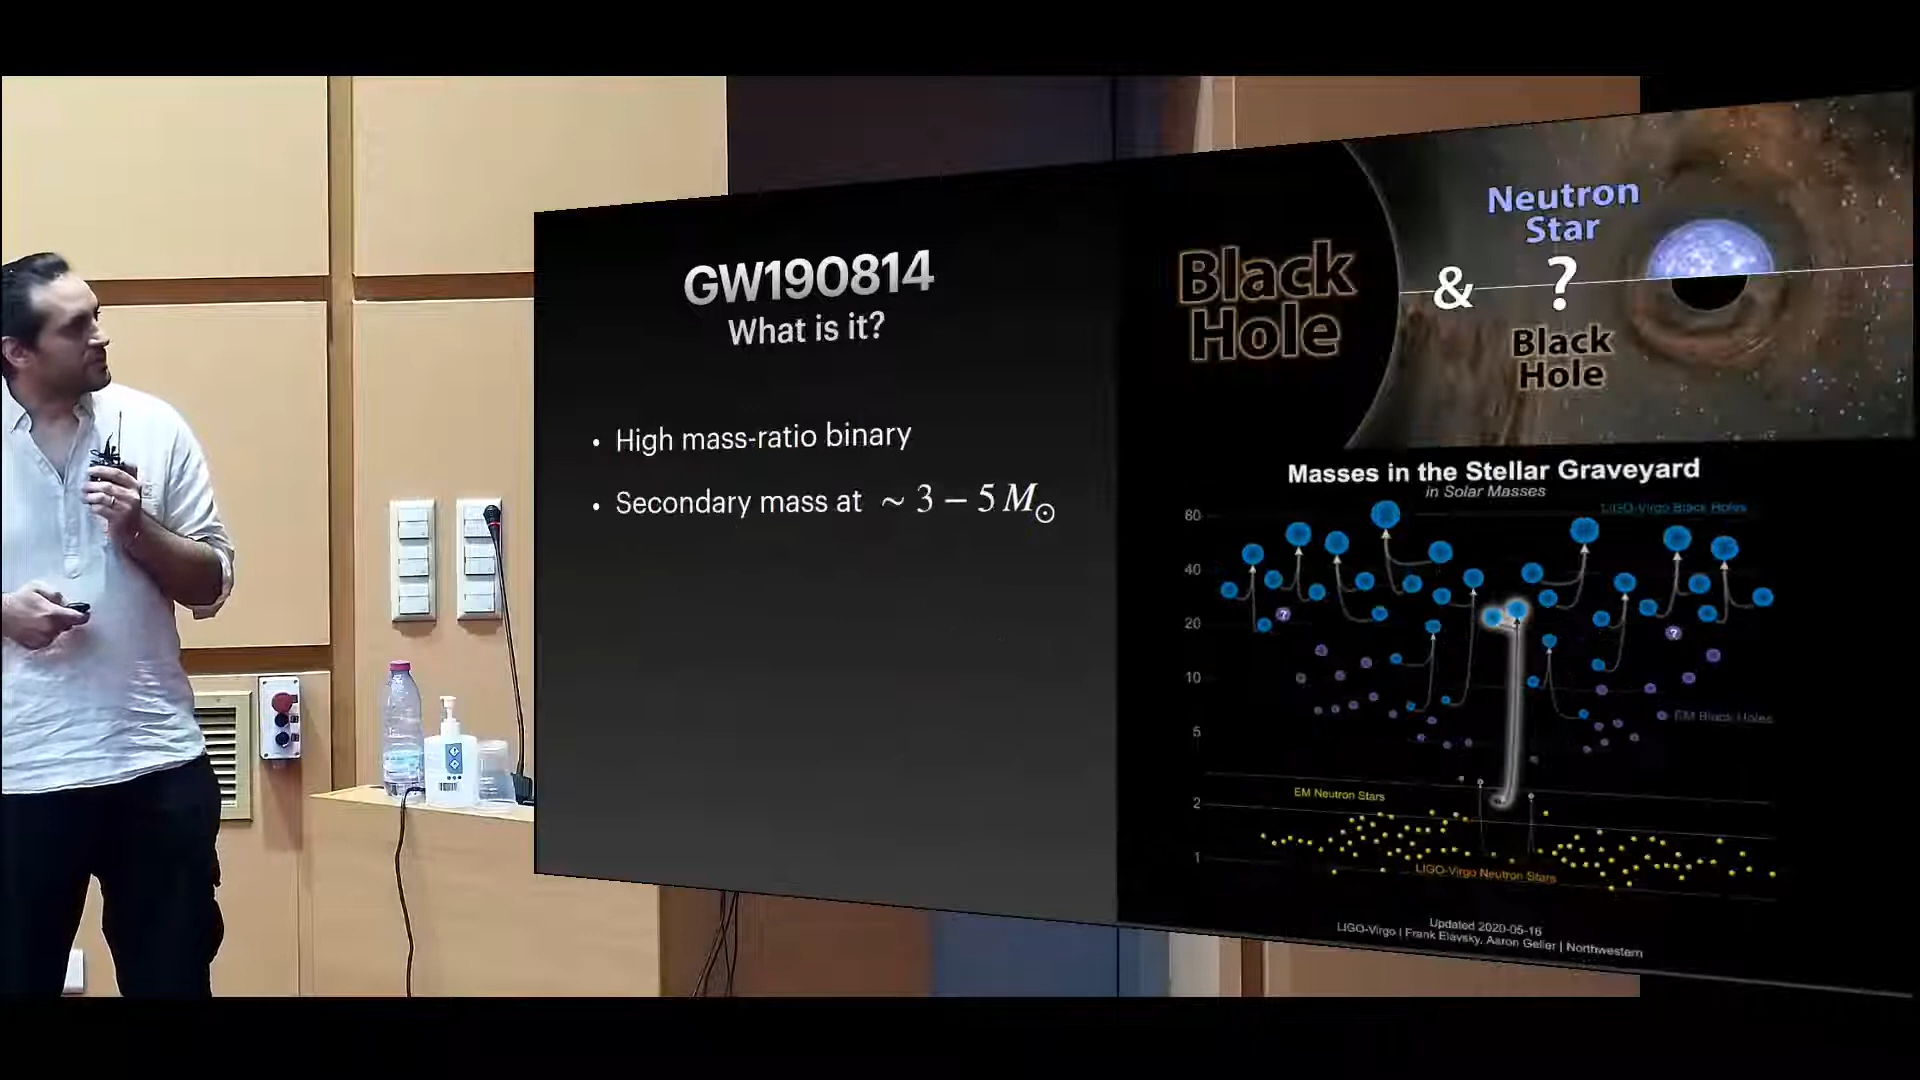 GW190814
What is it?
• High mass-ratio binary
• Secondary mass at ~ 3 – 5 M⊙
Black
Hole
&
Neutron
Star
?
Black
Hole
Masses in the Stellar Graveyard
in Solar Masses
LIGO-Virgo Black Holes
80
40
20
10
5
2
1
?
?
EM Black Holes
EM Neutron Stars
LIGO-Virgo Neutron Stars
Updated 2020-05-16
LIGO-Virgo | Frank Elavsky, Aaron Geller | Northwestern